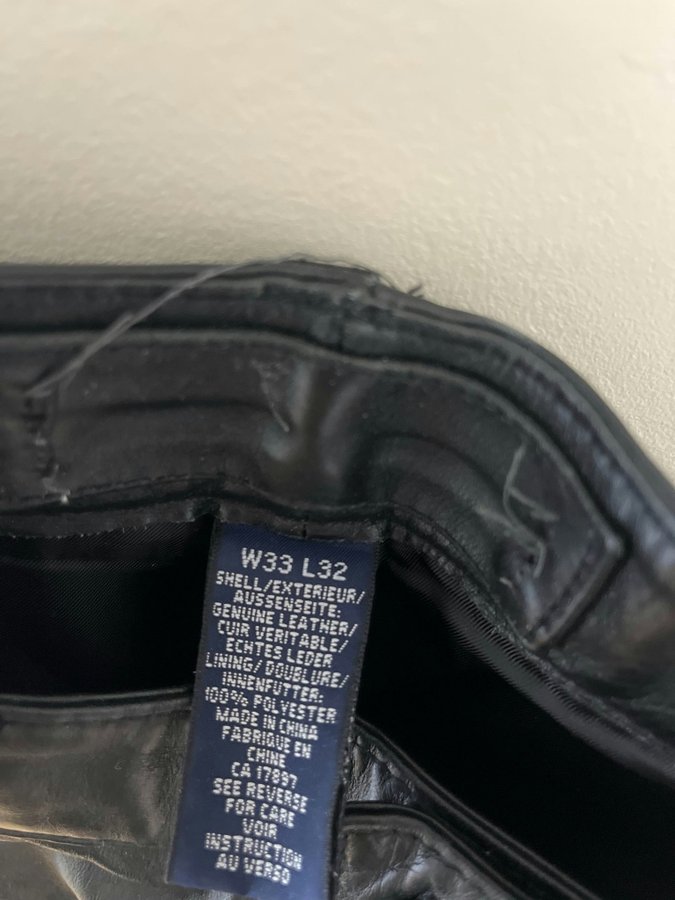 W33 L32
SHELL/EXTERIEUR/
AUSSENSEITE:
GENUINE LEATHER/
CUIR VERITABLE/
ECHTES LEDER
LINING/ DOUBLURE/
INNENFUTTER:
100% POLYESTER
MADE IN CHINA
FABRIQUE EN
CHINE
CA 17897
SEE REVERSE
FOR CARE
VOIR
INSTRUCTION
AU VERSO